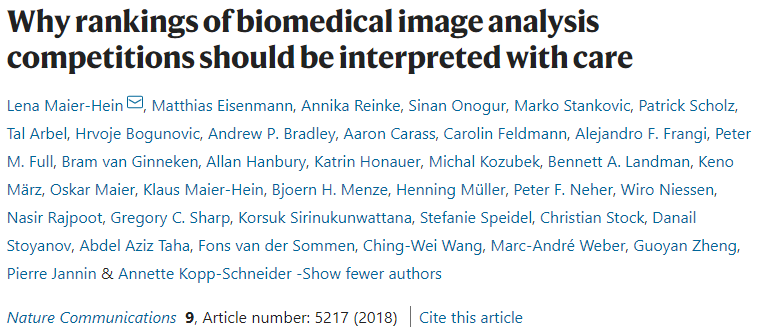 Why rankings of biomedical image analysis
competitions should be interpreted with care
Lena Maier-Hein, Matthias Eisenmann, Annika Reinke, Sinan Onogur, Marko Stankovic, Patrick Scholz,
Tal Arbel, Hrvoje Bogunovic, Andrew P. Bradley, Aaron Carass, Carolin Feldmann, Alejandro F. Frangi, Peter
M. Full, Bram van Ginneken, Allan Hanbury, Katrin Honauer, Michal Kozubek, Bennett A. Landman, Keno
März, Oskar Maier, Klaus Maier-Hein, Bjoern H. Menze, Henning Müller, Peter F. Neher, Wiro Niessen,
Nasir Rajpoot, Gregory C. Sharp, Korsuk Sirinukunwattana, Stefanie Speidel, Christian Stock, Danail
Stoyanov, Abdel Aziz Taha, Fons van der Sommen, Ching-Wei Wang, Marc-André Weber, Guoyan Zheng,
Pierre Jannin & Annette Kopp-Schneider -Show fewer authors
Nature Communications 9, Article number: 5217 (2018) | Cite this article